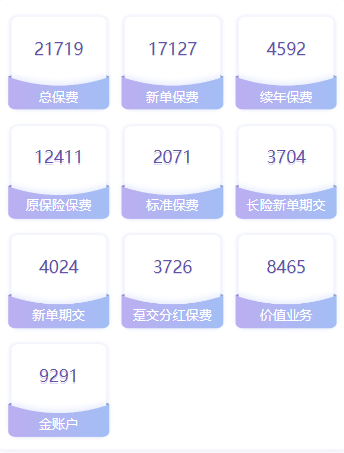 21719 17127 4592
总保费 新单保费 续年保费
12411 2071 3704
原保险保费 标准保费 长险新单期交
4024 3726 8465
新单期交 趸交分红保费 价值业务
9291
金账户